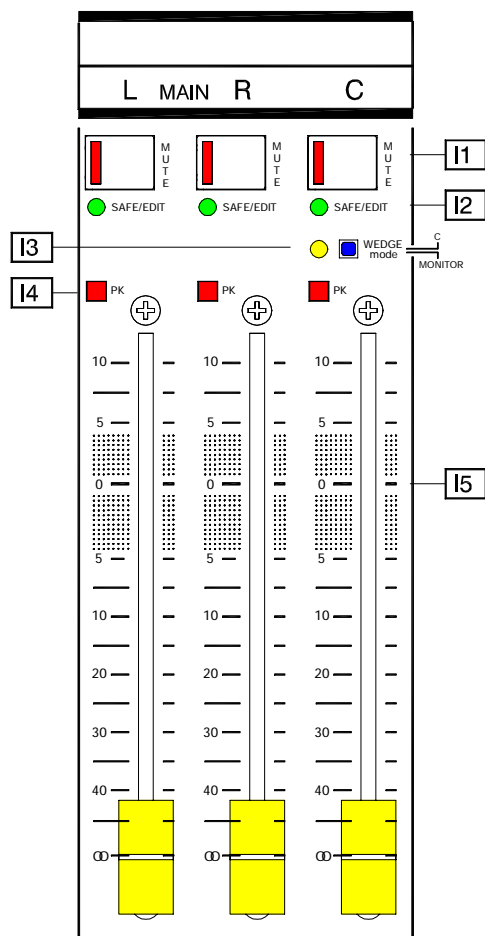 L MAIN R C
MUTE MUTE MUTE I1
SAFE/EDIT SAFE/EDIT SAFE/EDIT I2
I3 WEDGE mode C MONITOR
I4 PK PK PK
10 10 10
5 5 5
0 0 0 I5
5 5 5
10 10 10
20 20 20
30 30 30
40 40 40
∞ ∞ ∞